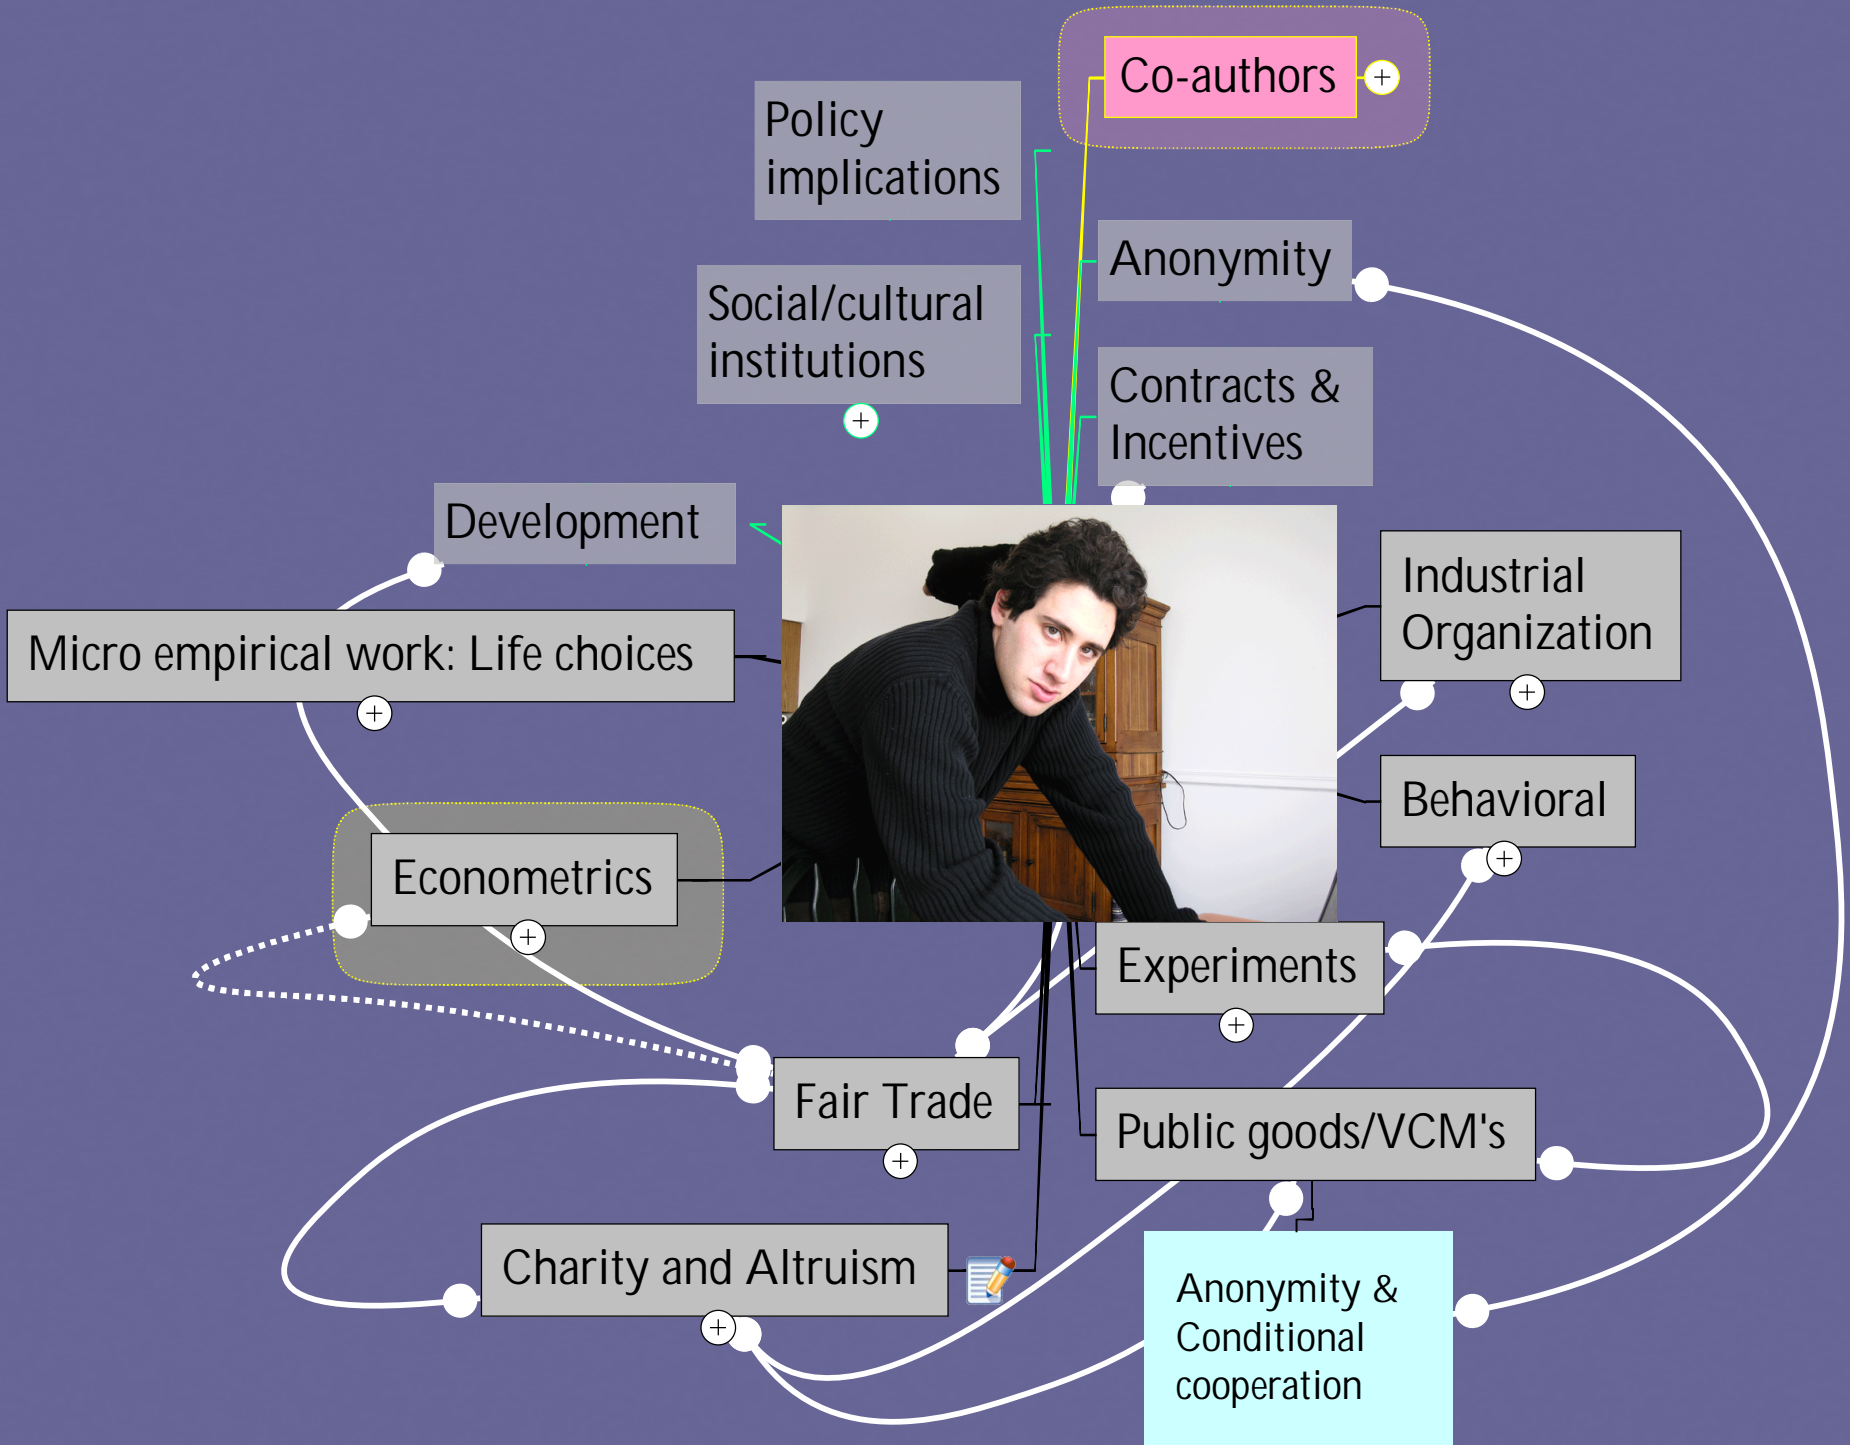 Co-authors
Policy
implications
Anonymity
Social/cultural
institutions
Contracts &
Incentives
Development
Industrial
Organization
Micro empirical work: Life choices
Behavioral
Econometrics
Experiments
Fair Trade
Public goods/VCM's
Charity and Altruism
Anonymity &
Conditional
cooperation